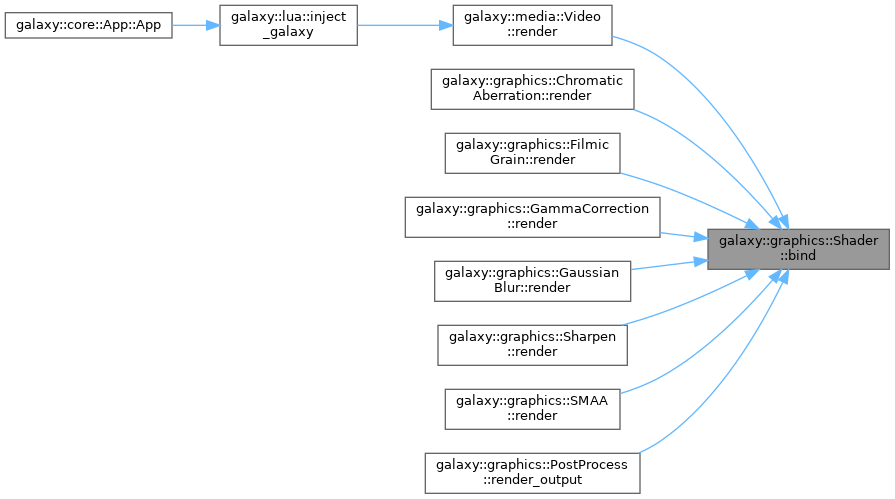 galaxy::core::App::App
galaxy::lua::inject
_galaxy
galaxy::media::Video
::render
galaxy::graphics::Chromatic
Aberration::render
galaxy::graphics::Filmic
Grain::render
galaxy::graphics::GammaCorrection
::render
galaxy::graphics::Gaussian
Blur::render
galaxy::graphics::Sharpen
::render
galaxy::graphics::SMAA
::render
galaxy::graphics::PostProcess
::render_output
galaxy::graphics::Shader
::bind